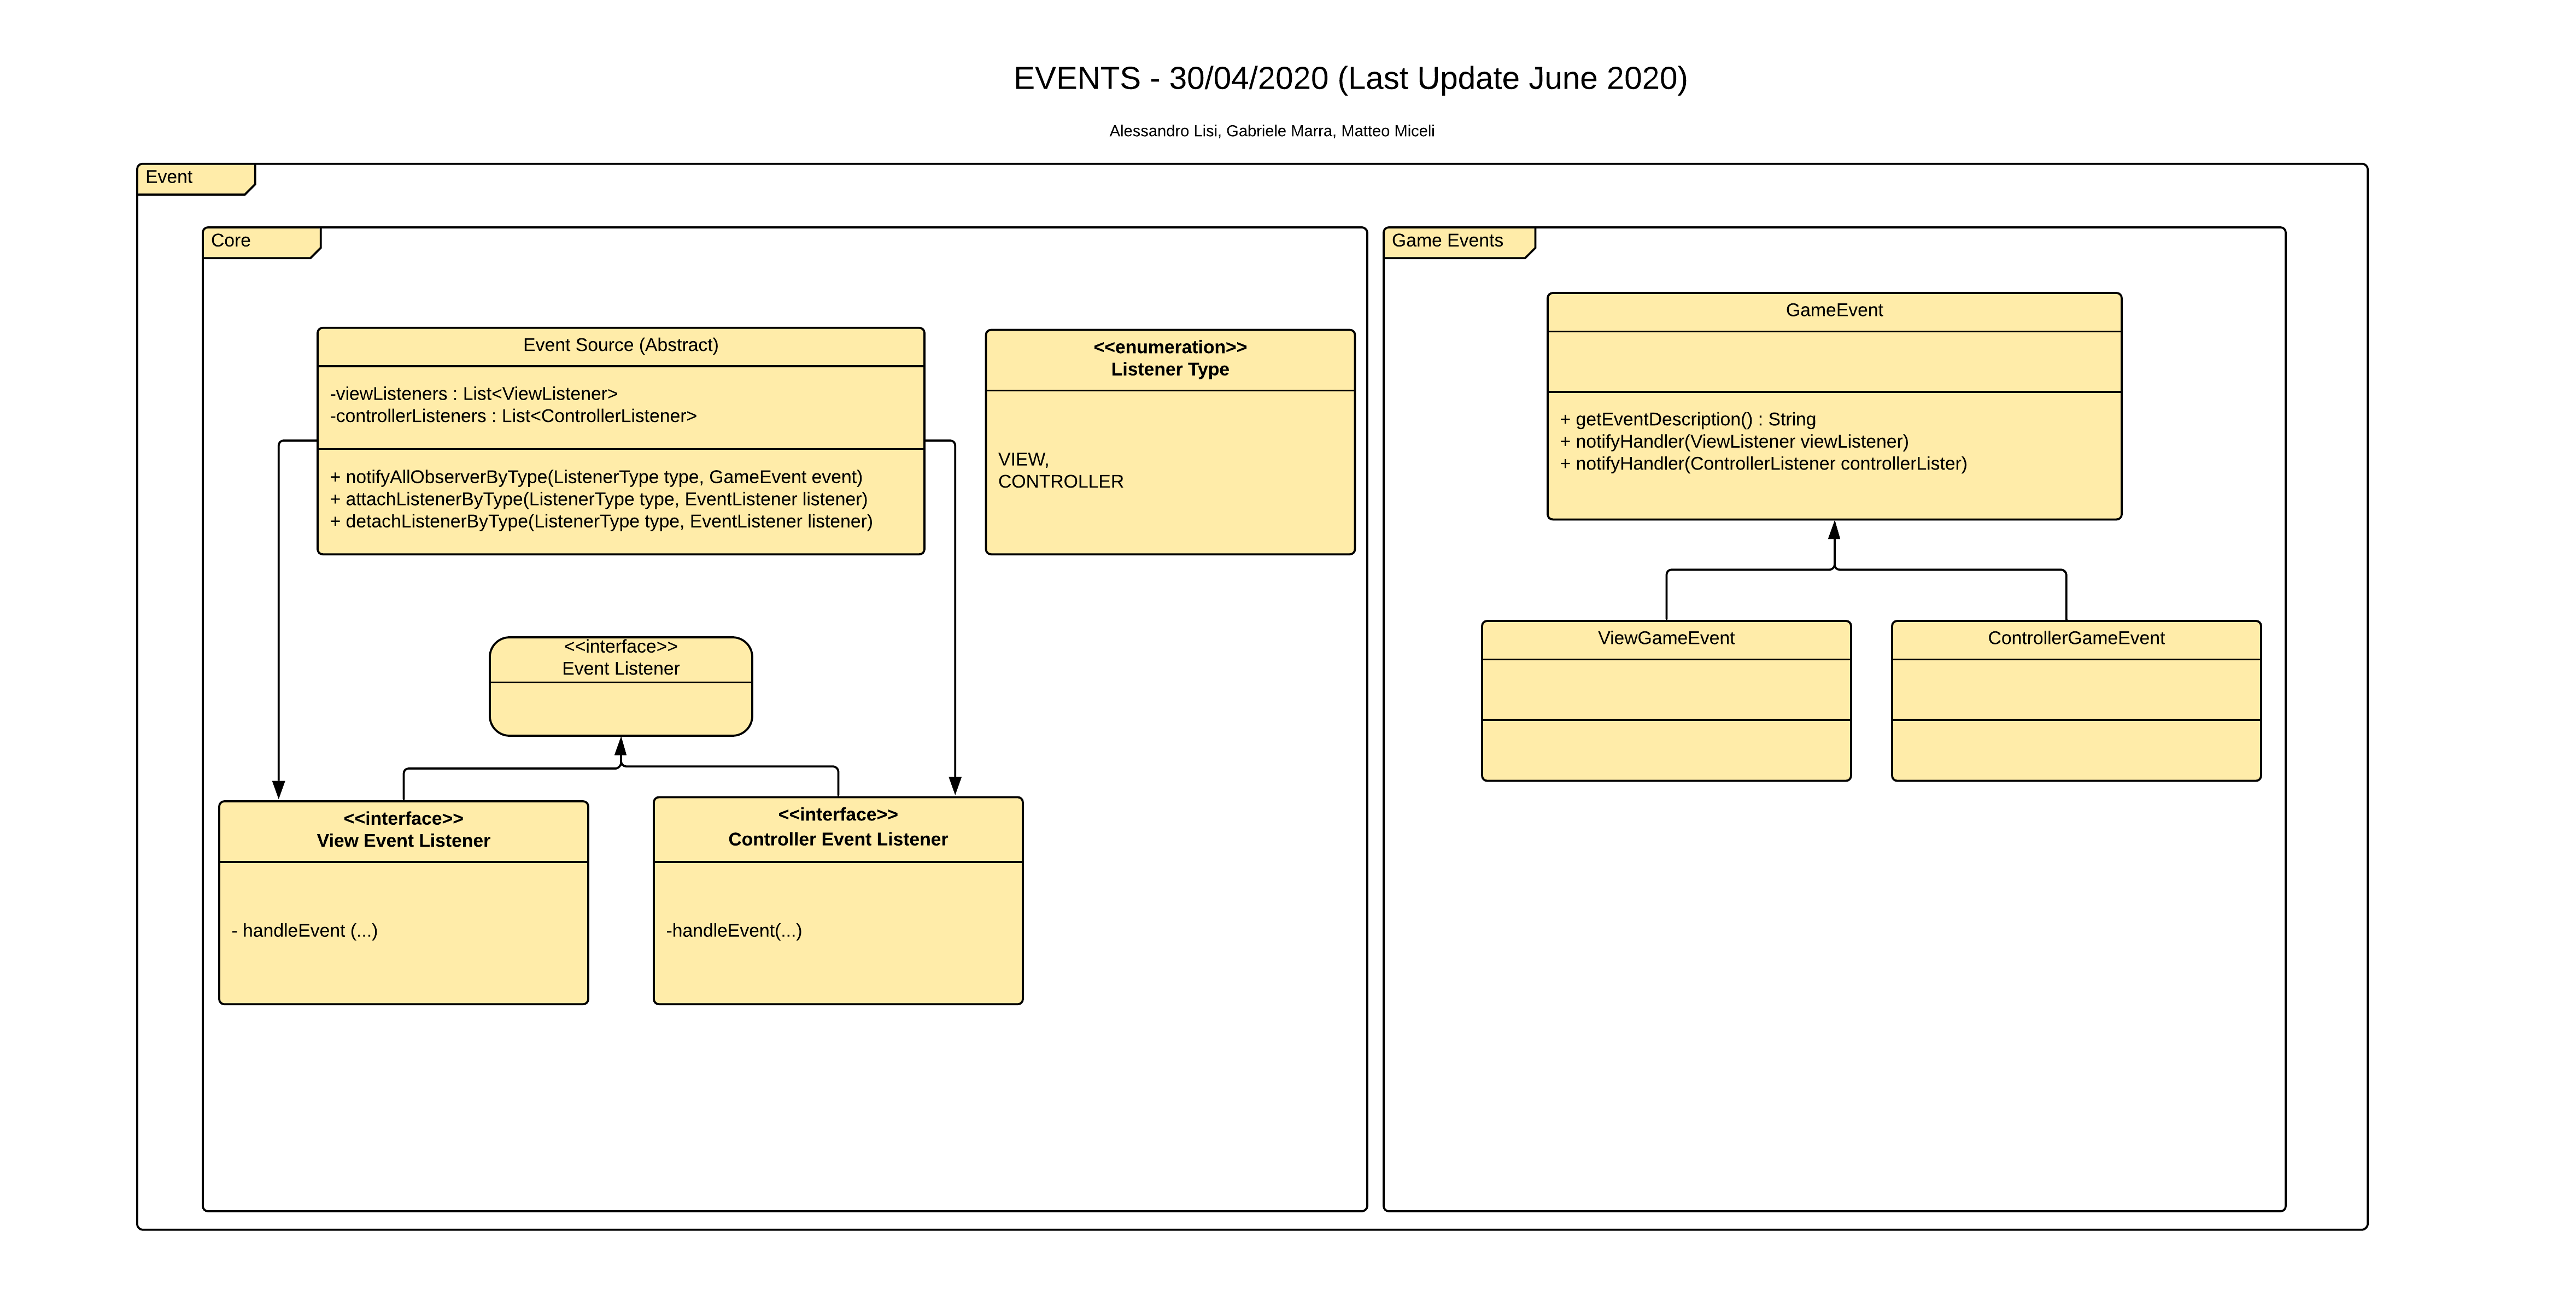 EVENTS - 30/04/2020 (Last Update June 2020)
Alessandro Lisi, Gabriele Marra, Matteo Miceli
Event
Core
Event Source (Abstract)
-viewListeners : List<ViewListener>
-controllerListeners : List<ControllerListener>
+ notifyAllObserverByType(ListenerType type, GameEvent event)
+ attachListenerByType(ListenerType type, EventListener listener)
+ detachListenerByType(ListenerType type, EventListener listener)
<<enumeration>>
Listener Type
VIEW,
CONTROLLER
<<interface>>
Event Listener
<<interface>>
View Event Listener
- handleEvent (...)
<<interface>>
Controller Event Listener
-handleEvent(...)
Game Events
GameEvent
+ getEventDescription() : String
+ notifyHandler(ViewListener viewListener)
+ notifyHandler(ControllerListener controllerLister)
ViewGameEvent
ControllerGameEvent